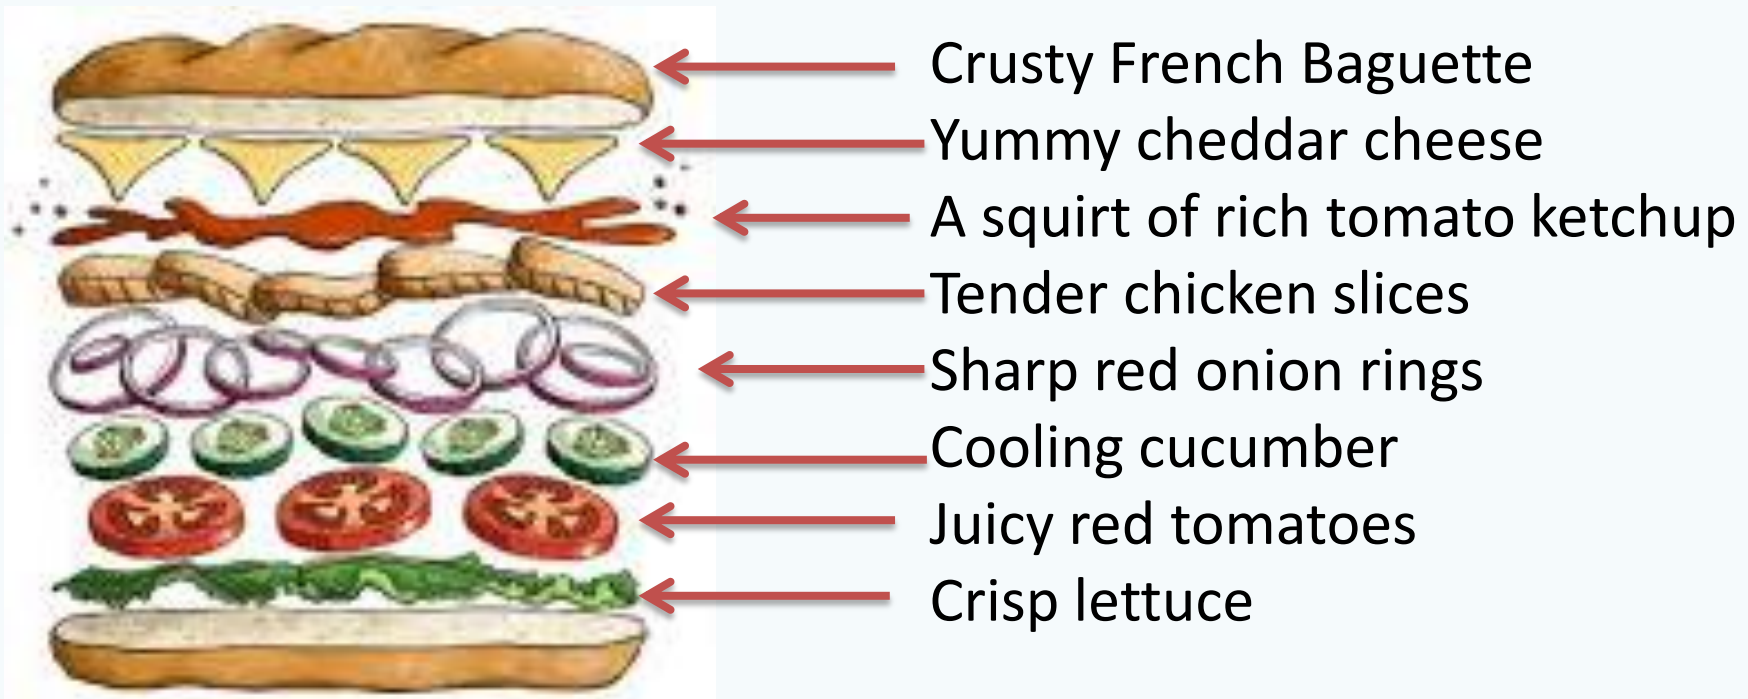 Crusty French Baguette
Yummy cheddar cheese
A squirt of rich tomato ketchup
Tender chicken slices
Sharp red onion rings
Cooling cucumber
Juicy red tomatoes
Crisp lettuce